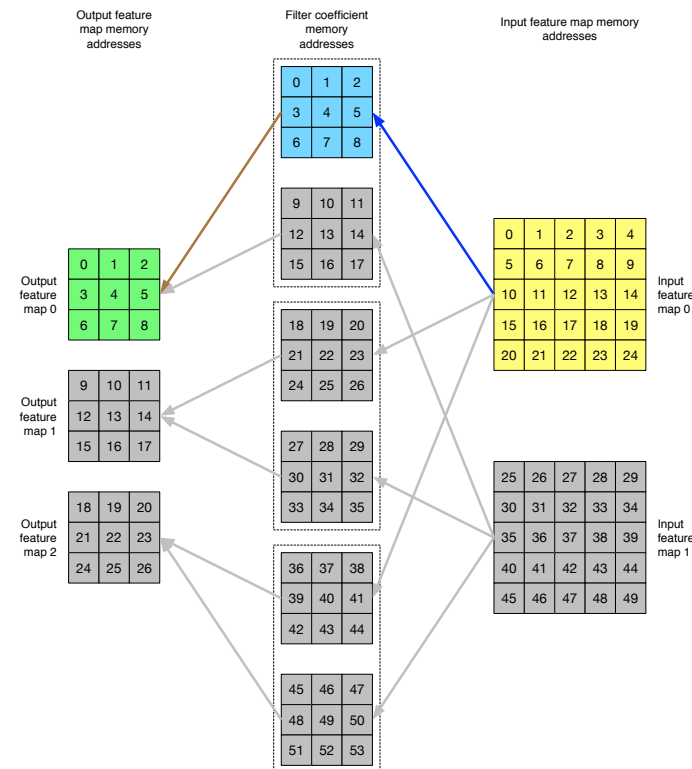 Output feature
map memory
addresses
Filter coefficient
memory
addresses
Input feature map memory
addresses
0 1 2
3 4 5
6 7 8
9 10 11
12 13 14
15 16 17
Output
feature
map 0
0 1 2
3 4 5
6 7 8
0 1 2 3 4
5 6 7 8 9
10 11 12 13 14
15 16 17 18 19
20 21 22 23 24
Input
feature
map 0
18 19 20
21 22 23
24 25 26
Output
feature
map 1
9 10 11
12 13 14
15 16 17
27 28 29
30 31 32
33 34 35
Output
feature
map 2
18 19 20
21 22 23
24 25 26
25 26 27 28 29
30 31 32 33 34
35 36 37 38 39
40 41 42 43 44
45 46 47 48 49
Input
feature
map 1
36 37 38
39 40 41
42 43 44
45 46 47
48 49 50
51 52 53